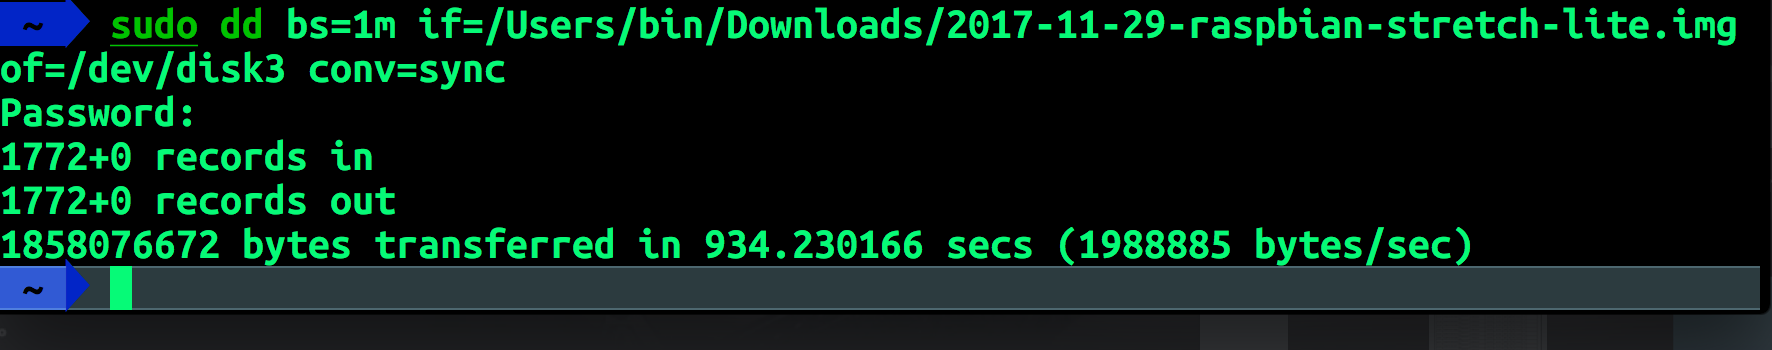 ~ sudo dd bs=1m if=/Users/bin/Downloads/2017-11-29-raspbian-stretch-lite.img
of=/dev/disk3 conv=sync
Password:
1772+0 records in
1772+0 records out
1858076672 bytes transferred in 934.230166 secs (1988885 bytes/sec)
~